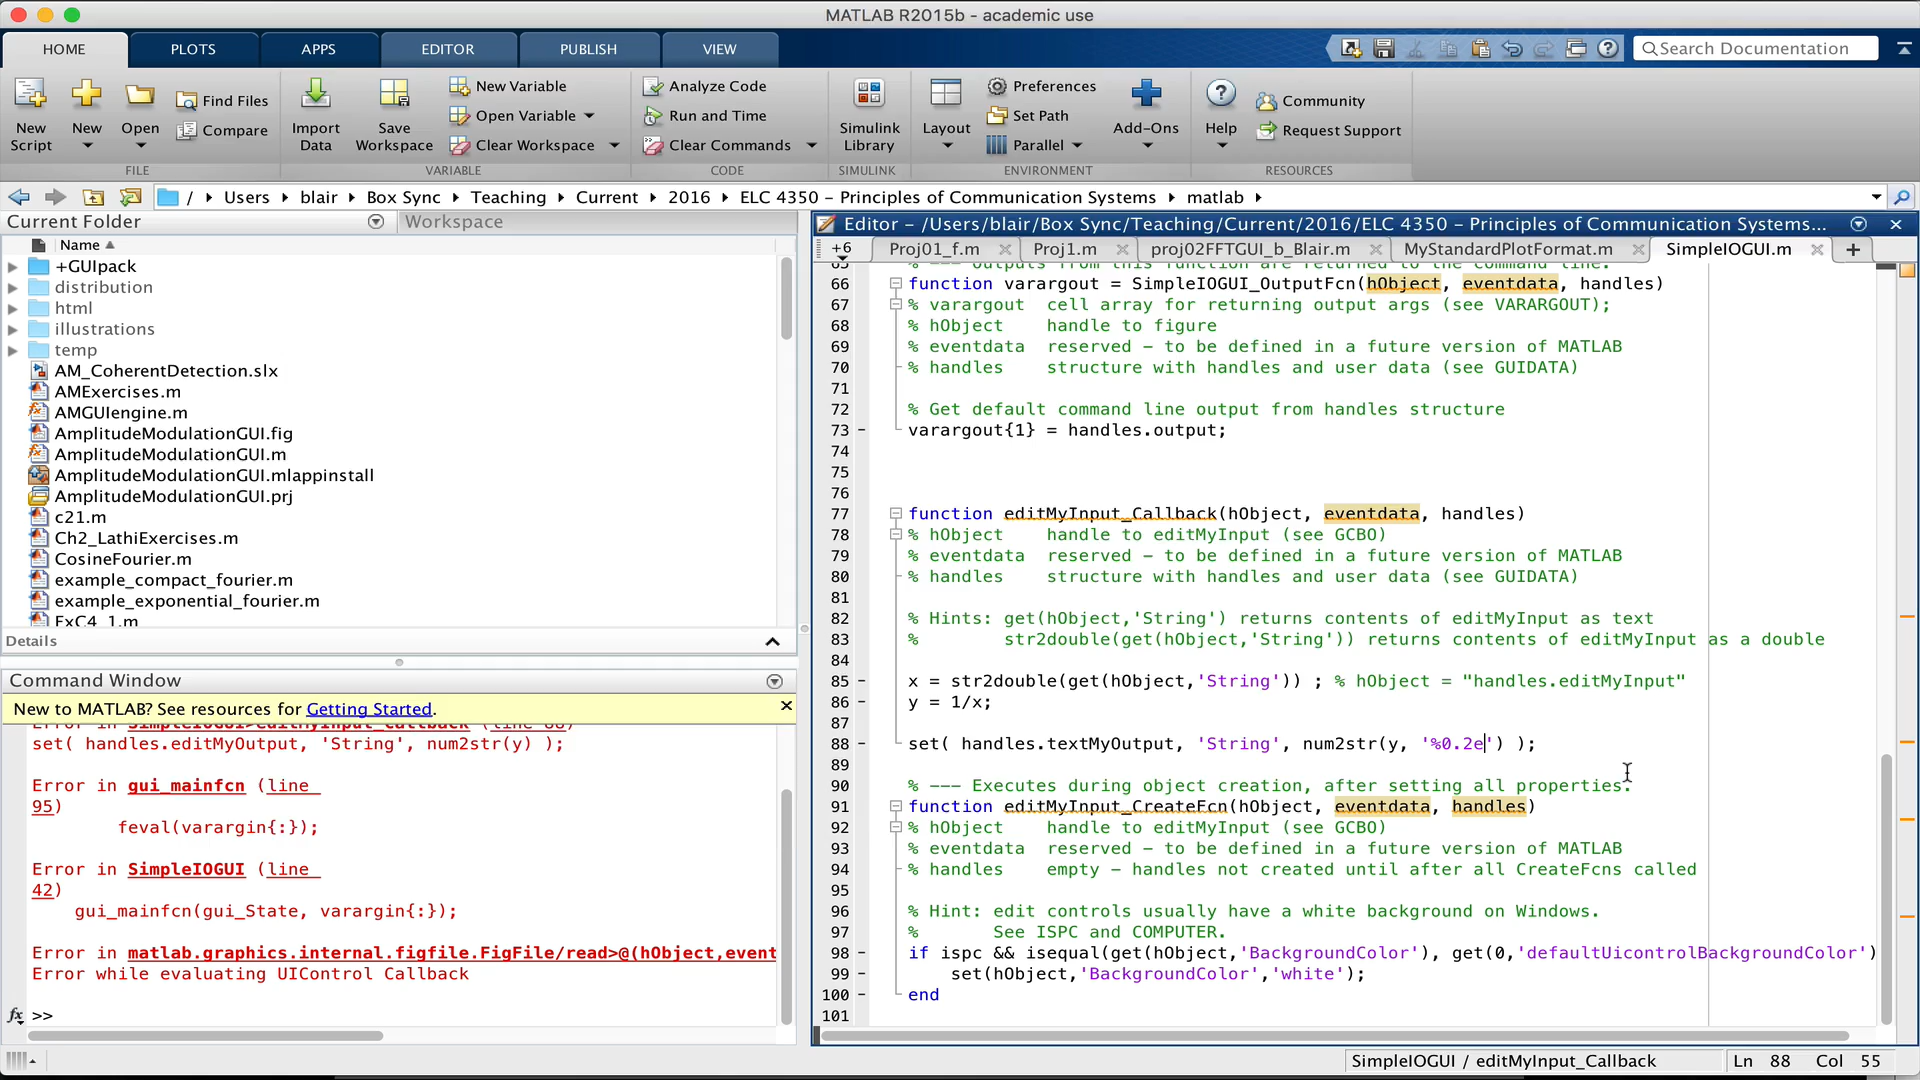 MATLAB R2015b - academic use
HOME PLOTS APPS EDITOR PUBLISH VIEW
Search Documentation
New Script
New
Open
Find Files
Compare
FILE
Import Data
Save Workspace
New Variable
Open Variable
Clear Workspace
VARIABLE
Analyze Code
Run and Time
Clear Commands
CODE
Simulink Library
SIMULINK
Layout
Preferences
Set Path
Parallel
ENVIRONMENT
Add-Ons
Help
Community
Request Support
RESOURCES
/ Users blair Box Sync Teaching Current 2016 ELC 4350 - Principles of Communication Systems matlab
Current Folder
Workspace
Name
+GUIpack
distribution
html
illustrations
temp
AM_CoherentDetection.slx
AMExercises.m
AMGUIengine.m
AmplitudeModulationGUI.fig
AmplitudeModulationGUI.m
AmplitudeModulationGUI.mlappinstall
AmplitudeModulationGUI.prj
c21.m
Ch2_LathiExercises.m
CosineFourier.m
example_compact_fourier.m
example_exponential_fourier.m
ExC4_1.m
Details
Command Window
New to MATLAB? See resources for Getting Started.
Error in SimpleIOGUI>editMyInput_Callback (line 88)
set( handles.editMyOutput, 'String', num2str(y) );
Error in gui_mainfcn (line
95)
feval(varargin{:});
Error in SimpleIOGUI (line
42)
gui_mainfcn(gui_State, varargin{:});
Error in matlab.graphics.internal.figfile.FigFile/read>@(hObject,event
Error while evaluating UIControl Callback
fx >>
Editor - /Users/blair/Box Sync/Teaching/Current/2016/ELC 4350 - Principles of Communication Systems...
+6 Proj01_f.m Proj1.m proj02FFTGUI_b_Blair.m MyStandardPlotFormat.m SimpleIOGUI.m +
65 % --- Outputs from this function are returned to the command line.
66 function varargout = SimpleIOGUI_OutputFcn(hObject, eventdata, handles)
67 % varargout  cell array for returning output args (see VARARGOUT);
68 % hObject    handle to figure
69 % eventdata  reserved - to be defined in a future version of MATLAB
70 % handles    structure with handles and user data (see GUIDATA)
71
72 % Get default command line output from handles structure
73 varargout{1} = handles.output;
74
75
76
77 function editMyInput_Callback(hObject, eventdata, handles)
78 % hObject    handle to editMyInput (see GCBO)
79 % eventdata  reserved - to be defined in a future version of MATLAB
80 % handles    structure with handles and user data (see GUIDATA)
81
82 % Hints: get(hObject,'String') returns contents of editMyInput as text
83 %        str2double(get(hObject,'String')) returns contents of editMyInput as a double
84
85 x = str2double(get(hObject,'String')) ; % hObject = "handles.editMyInput"
86 y = 1/x;
87
88 set( handles.textMyOutput, 'String', num2str(y, '%0.2e') );
89
90 % --- Executes during object creation, after setting all properties.
91 function editMyInput_CreateFcn(hObject, eventdata, handles)
92 % hObject    handle to editMyInput (see GCBO)
93 % eventdata  reserved - to be defined in a future version of MATLAB
94 % handles    empty - handles not created until after all CreateFcns called
95
96 % Hint: edit controls usually have a white background on Windows.
97 %       See ISPC and COMPUTER.
98 if ispc && isequal(get(hObject,'BackgroundColor'), get(0,'defaultUicontrolBackgroundColor')
99     set(hObject,'BackgroundColor','white');
100 end
101
SimpleIOGUI / editMyInput_Callback Ln 88 Col 55